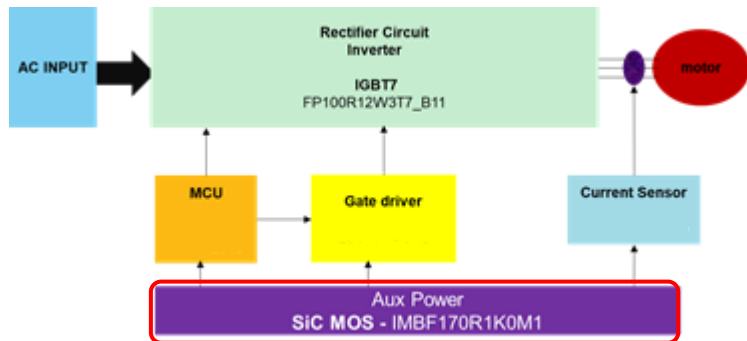 Rectifier Circuit
Inverter
AC INPUT
motor
IGBT7
FP100R12W3T7_B11
MCU
Gate driver
Current Sensor
Aux Power
SiC MOS - IMBF170R1K0M1